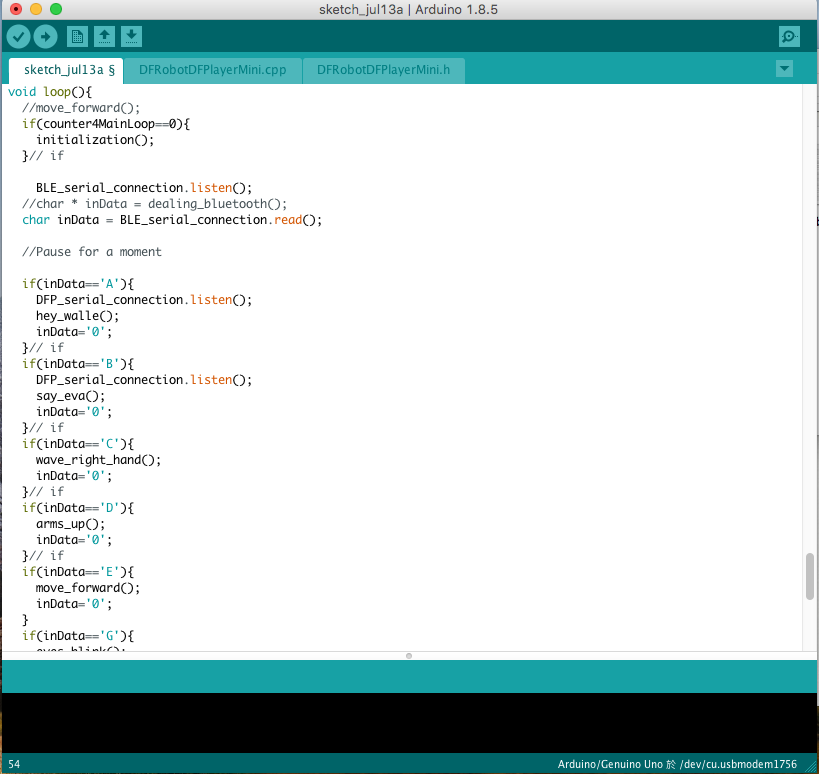 sketch_jul13a | Arduino 1.8.5
sketch_jul13a § DFRobotDFPlayerMini.cpp DFRobotDFPlayerMini.h
void loop(){
  //move_forward();
  if(counter4MainLoop==0){
    initialization();
  }// if
    BLE_serial_connection.listen();
  //char * inData = dealing_bluetooth();
  char inData = BLE_serial_connection.read();
  //Pause for a moment
  if(inData=='A'){
    DFP_serial_connection.listen();
    hey_walle();
    inData='0';
  }// if
  if(inData=='B'){
    DFP_serial_connection.listen();
    say_eva();
    inData='0';
  }// if
  if(inData=='C'){
    wave_right_hand();
    inData='0';
  }// if
  if(inData=='D'){
    arms_up();
    inData='0';
  }// if
  if(inData=='E'){
    move_forward();
    inData='0';
  }
  if(inData=='G'){
    eyes_blink();
54 Arduino/Genuino Uno 於 /dev/cu.usbmodem1756